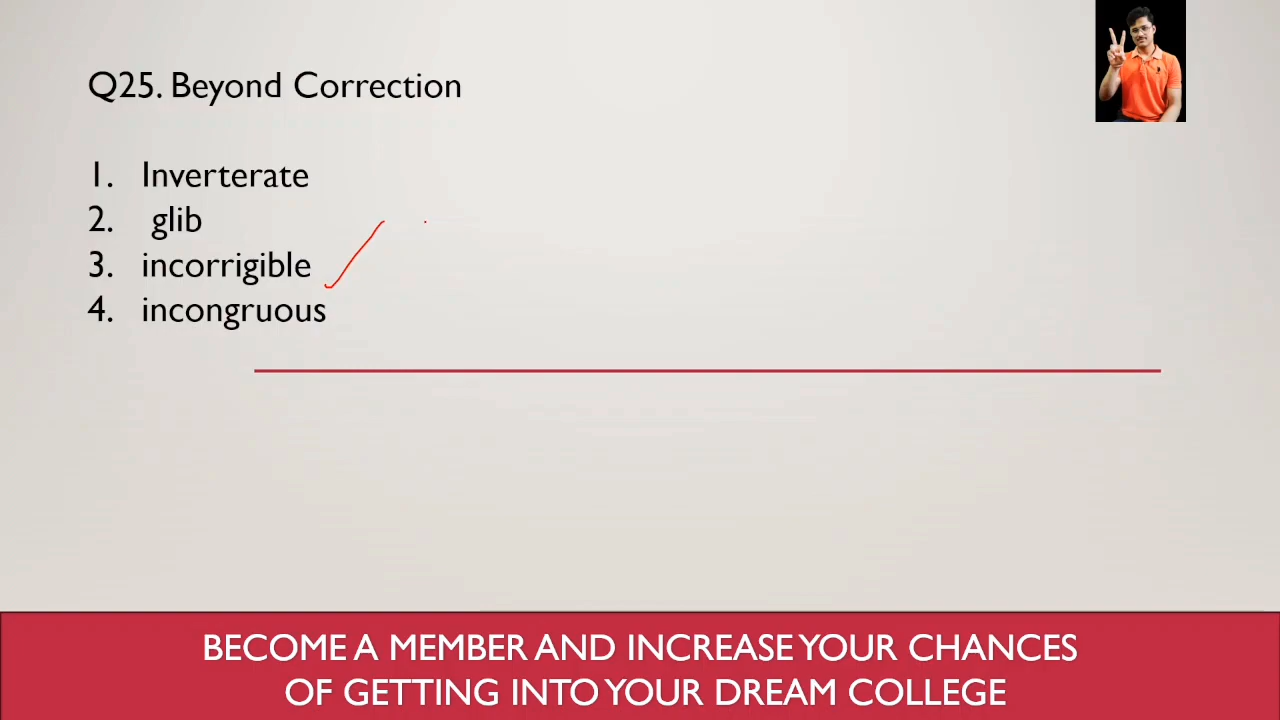 Q25. Beyond Correction
1. Inverterate
2. glib
3. incorrigible
4. incongruous
BECOME A MEMBER AND INCREASE YOUR CHANCES
OF GETTING INTO YOUR DREAM COLLEGE